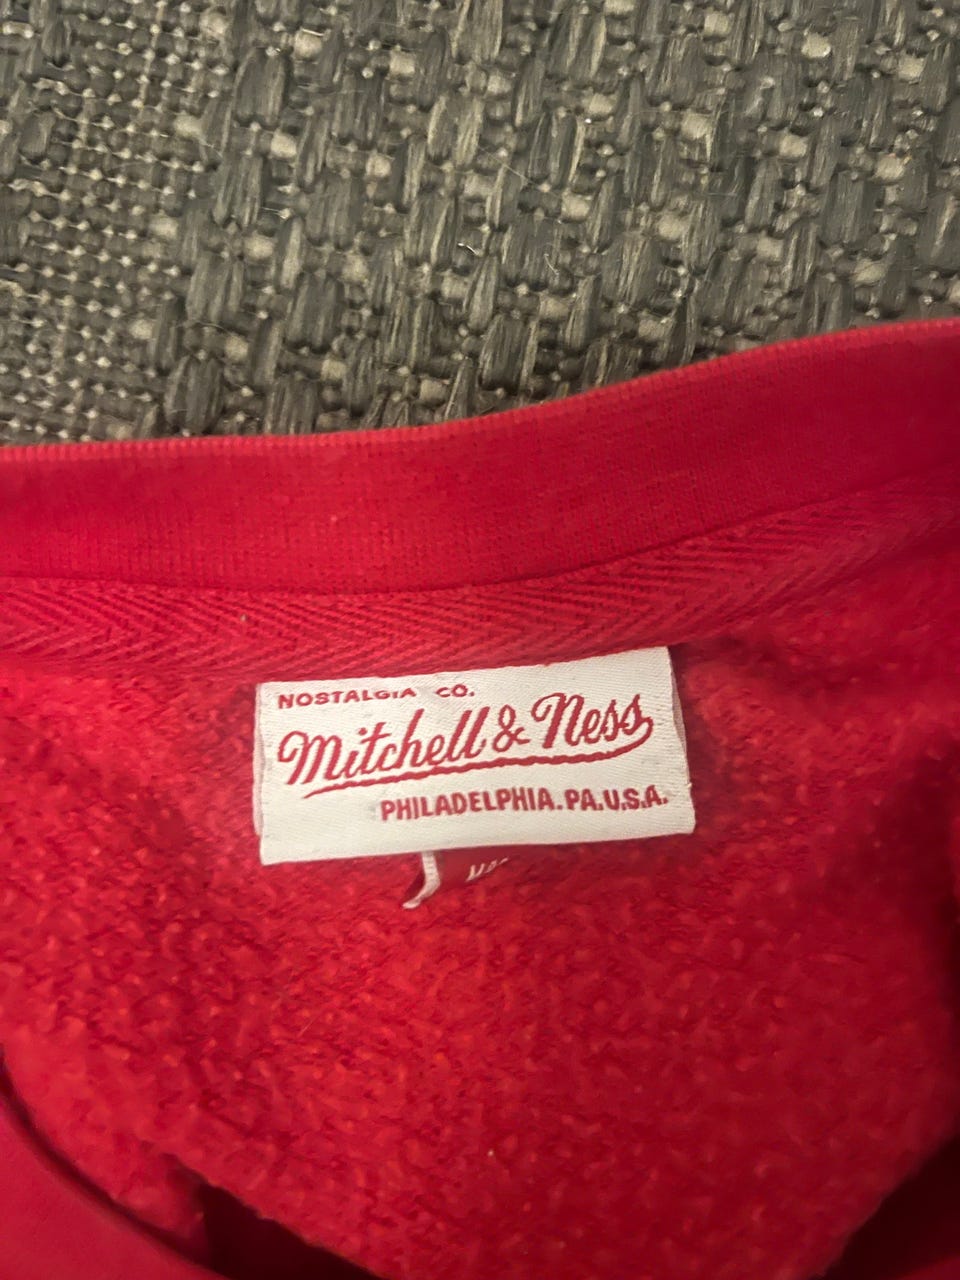 NOSTALGIA CO.
Mitchell & Ness
PHILADELPHIA. PA. U.S.A.